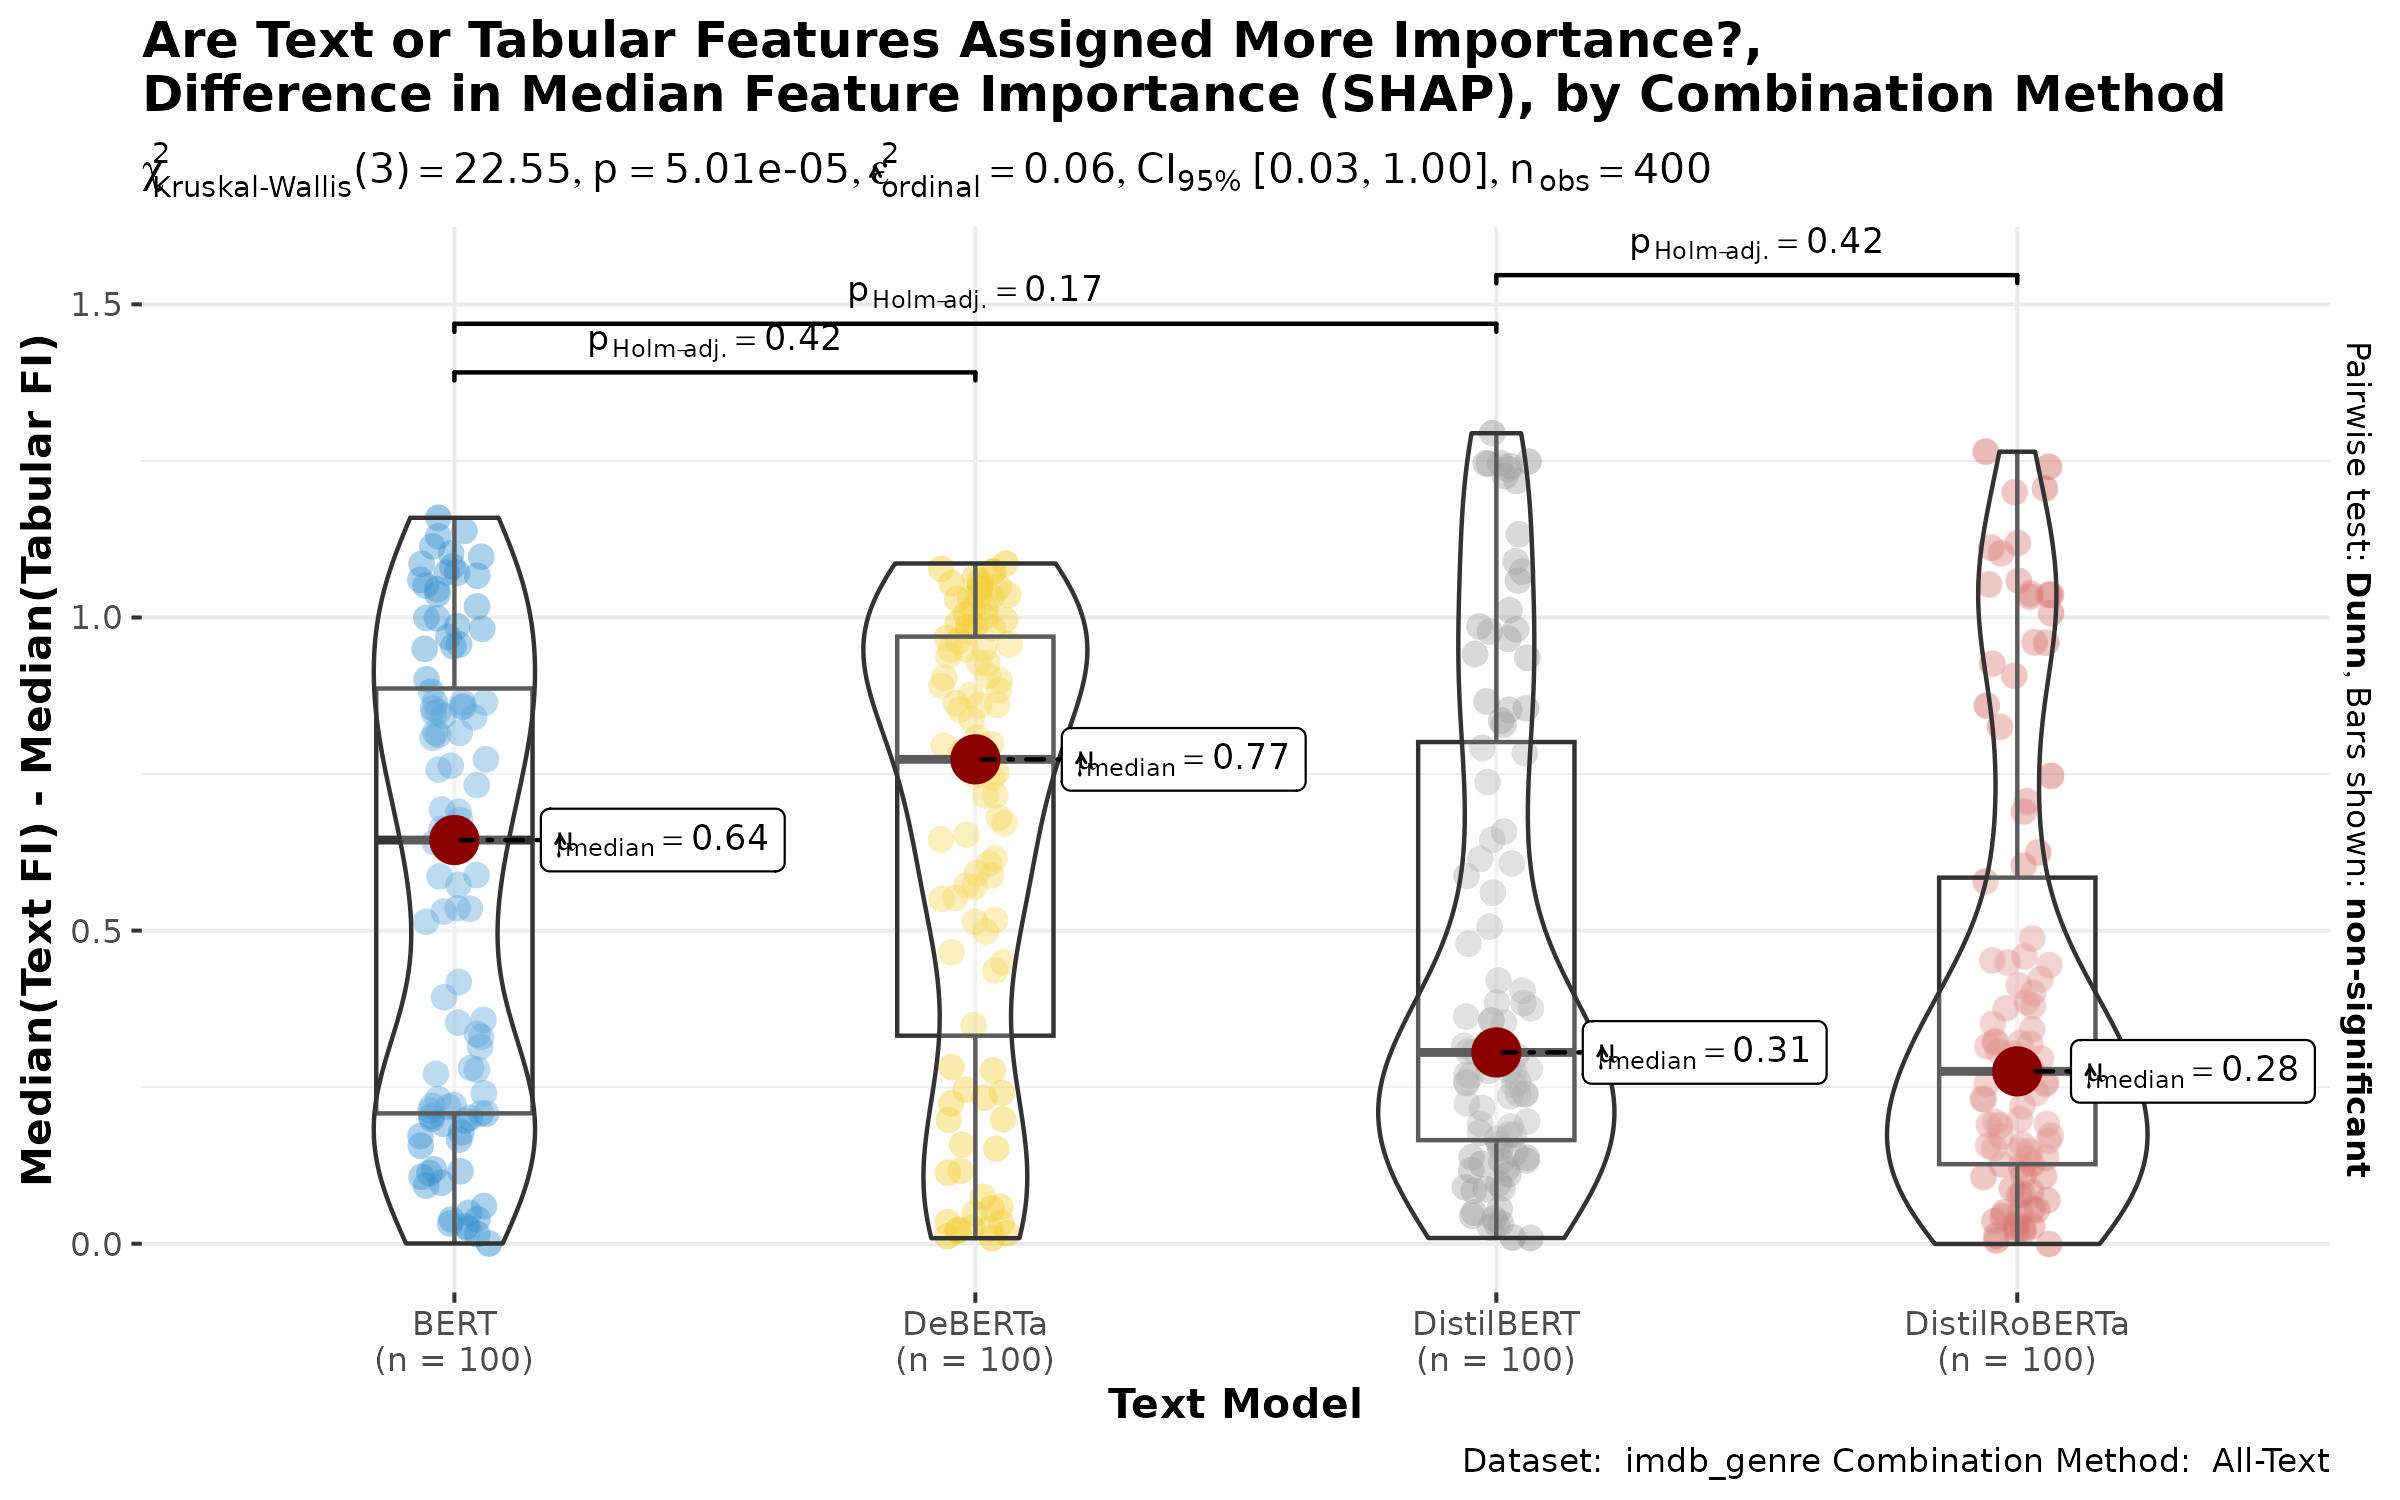 Are Text or Tabular Features Assigned More Importance?,
Difference in Median Feature Importance (SHAP), by Combination Method
χ²Kruskal-Wallis(3) = 22.55, p = 5.01e-05, ε̂²ordinal = 0.06, CI95% [0.03, 1.00], nobs = 400
pHolm-adj. = 0.42
pHolm-adj. = 0.17
pHolm-adj. = 0.42
1.5
1.0
0.5
0.0
Median(Text FI) - Median(Tabular FI)
μ̂median = 0.64
μ̂median = 0.77
μ̂median = 0.31
μ̂median = 0.28
Pairwise test: Dunn, Bars shown: non-significant
BERT
(n = 100)
DeBERTa
(n = 100)
DistilBERT
(n = 100)
DistilRoBERTa
(n = 100)
Text Model
Dataset: imdb_genre Combination Method: All-Text